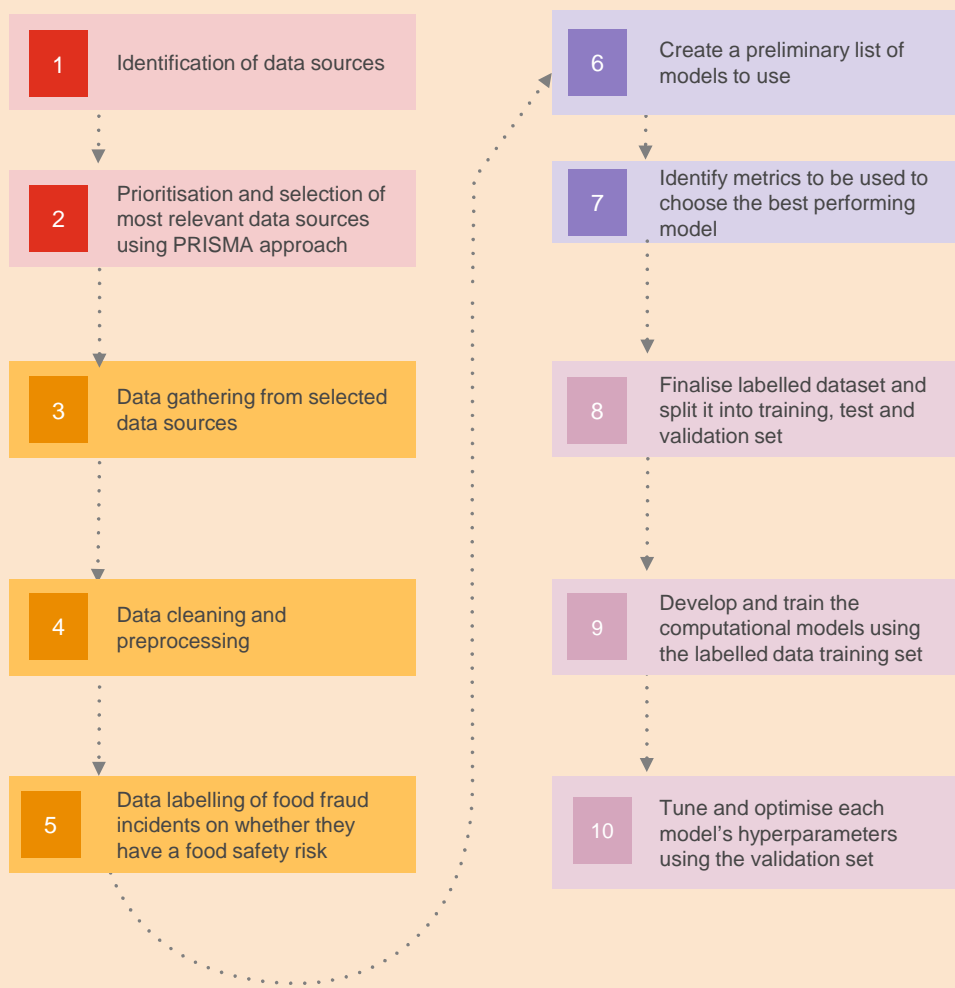 1
Identification of data sources
2
Prioritisation and selection of
most relevant data sources
using PRISMA approach
3
Data gathering from selected
data sources
4
Data cleaning and
preprocessing
5
Data labelling of food fraud
incidents on whether they
have a food safety risk
6
Create a preliminary list of
models to use
7
Identify metrics to be used to
choose the best performing
model
8
Finalise labelled dataset and
split it into training, test and
validation set
9
Develop and train the
computational models using
the labelled data training set
10
Tune and optimise each
model’s hyperparameters
using the validation set